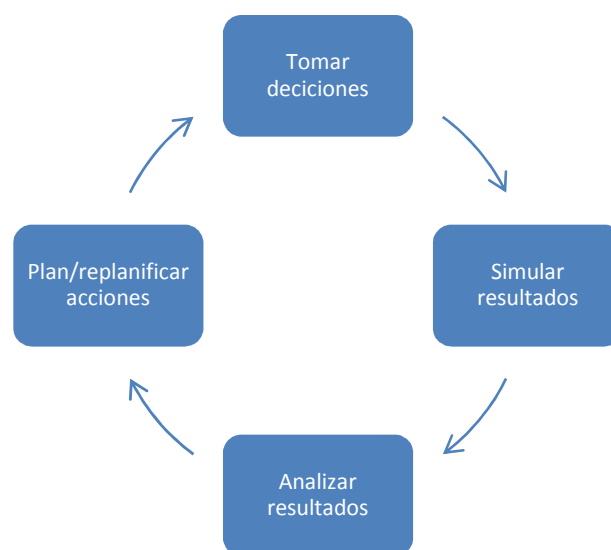 Tomar
deciciones
Simular
resultados
Analizar
resultados
Plan/replanificar
acciones